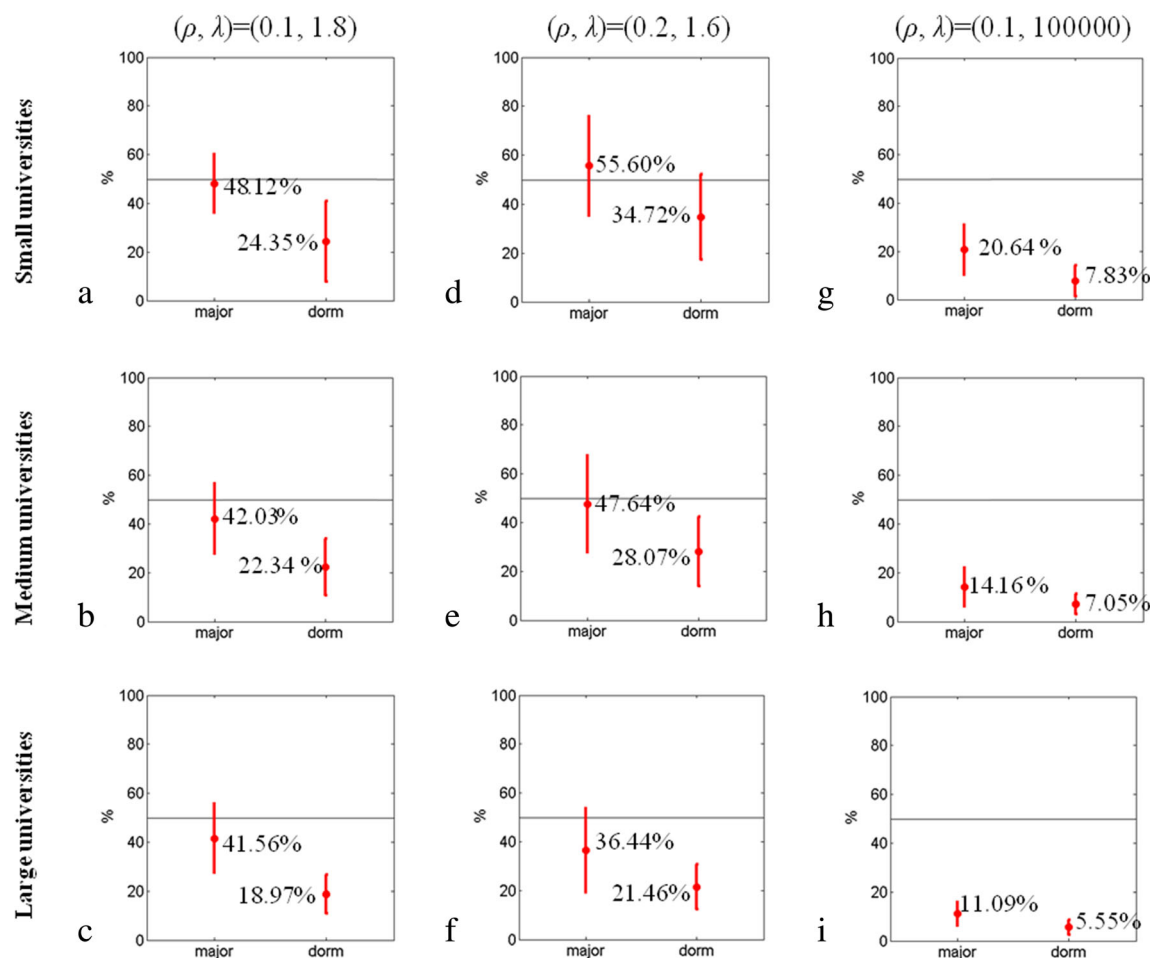 (ρ, λ)=(0.1, 1.8)
(ρ, λ)=(0.2, 1.6)
(ρ, λ)=(0.1, 100000)
Small universities
100
80
60
40
20
0
%
48.12%
24.35%
major
dorm
a
100
80
60
40
20
0
%
55.60%
34.72%
major
dorm
d
100
80
60
40
20
0
%
20.64 %
7.83%
major
dorm
g
Medium universities
100
80
60
40
20
0
%
42.03%
22.34 %
major
dorm
b
100
80
60
40
20
0
%
47.64%
28.07%
major
dorm
e
100
80
60
40
20
0
%
14.16%
7.05%
major
dorm
h
Large universities
100
80
60
40
20
0
%
41.56%
18.97%
major
dorm
c
100
80
60
40
20
0
%
36.44%
21.46%
major
dorm
f
100
80
60
40
20
0
%
11.09%
5.55%
major
dorm
i